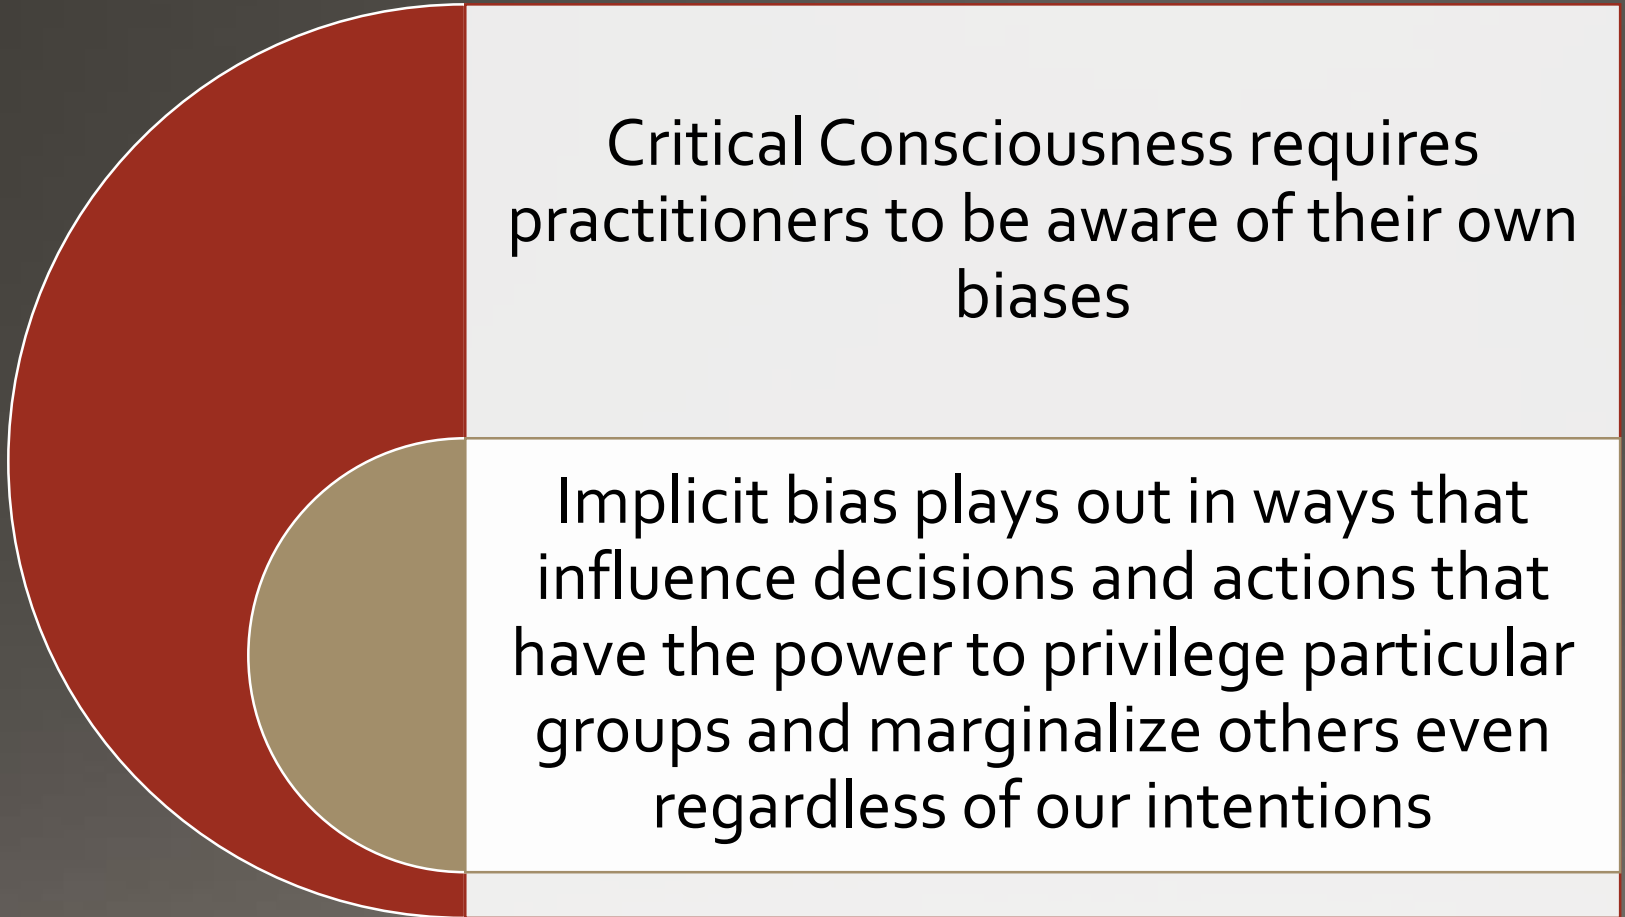 Critical Consciousness requires
practitioners to be aware of their own
biases
Implicit bias plays out in ways that
influence decisions and actions that
have the power to privilege particular
groups and marginalize others even
regardless of our intentions